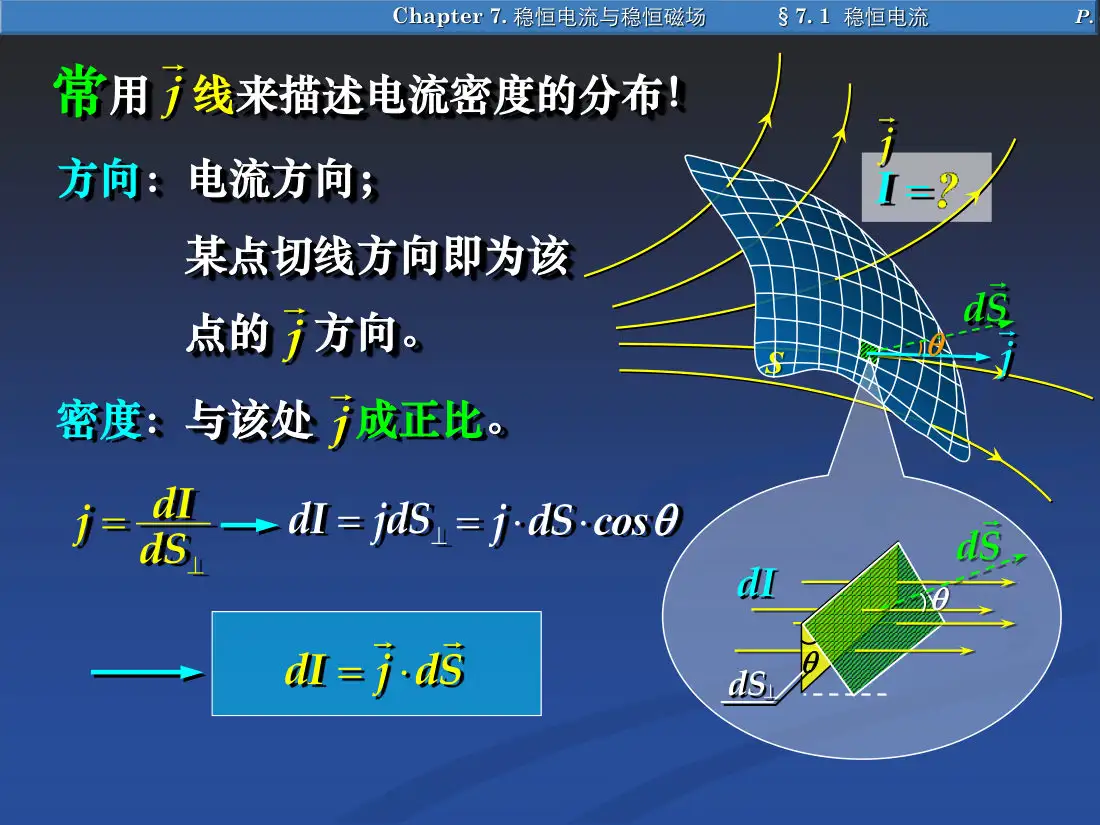 Chapter 7. 稳恒电流与稳恒磁场 §7.1 稳恒电流 P.
常用 j⃗ 线来描述电流密度的分布！
方向：电流方向；
某点切线方向即为该
点的 j⃗ 方向。
密度：与该处 j⃗ 成正比。
j = dI/dS⊥ → dI = jdS⊥ = j·dS·cosθ
dI = j⃗·dS⃗
j⃗
I = ?
dS⃗
θ
j⃗
S
dS⃗
dI
θ
θ
dS⊥